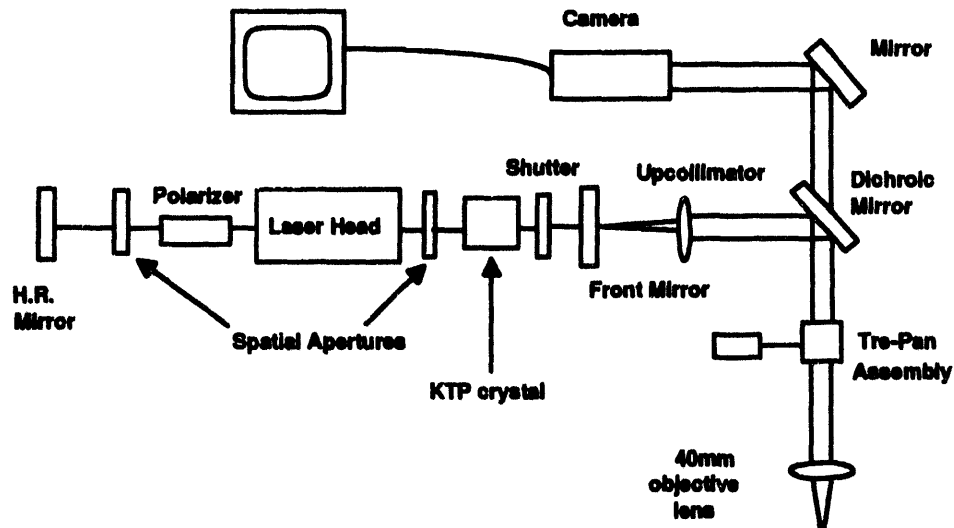 Camera
Mirror
Shutter
Upcollimator
Polarizer
Dichroic
Mirror
Laser Head
H.R.
Mirror
Front Mirror
Spatial Apertures
Tre-Pan
Assembly
KTP crystal
40mm
objective
lens